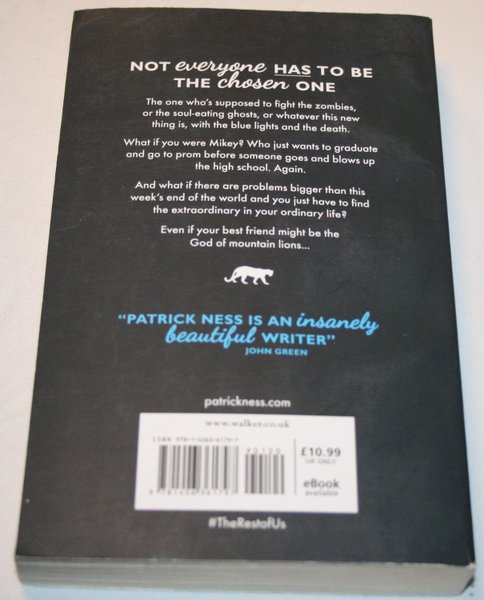 NOT everyone HAS TO BE
THE chosen ONE
The one who's supposed to fight the zombies,
or the soul-eating ghosts, or whatever this new
thing is, with the blue lights and the death.
What if you were Mikey? Who just wants to graduate
and go to prom before someone goes and blows up
the high school. Again.
And what if there are problems bigger than this
week's end of the world and you just have to find
the extraordinary in your ordinary life?
Even if your best friend might be the
God of mountain lions...
"PATRICK NESS IS AN insanely
beautiful WRITER"
JOHN GREEN
patrickness.com
www.walker.co.uk
£10.99
UK ONLY
eBook
available
#TheRestofUs